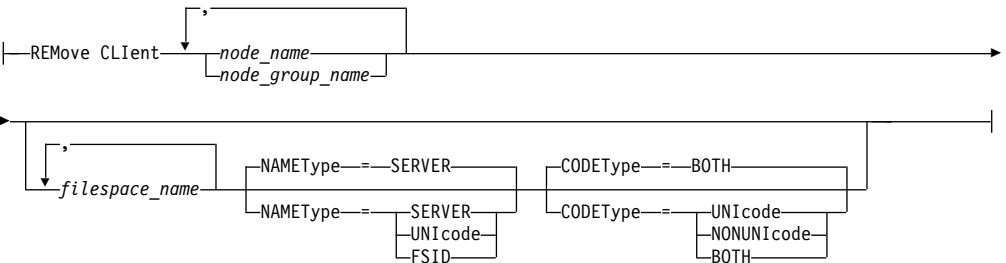 ,
REMove CLIent node_name
node_group_name
,
NAMEType = SERVER CODEType = BOTH
filespace_name
NAMEType = SERVER CODEType = UNIcode
UNIcode NONUNIcode
FSID BOTH